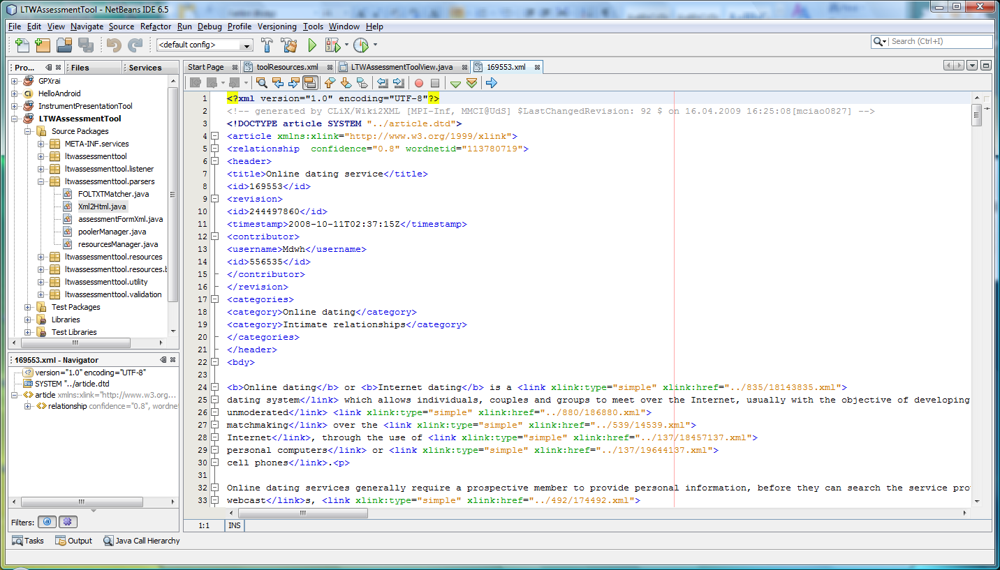 LTWAssessmentTool - NetBeans IDE 6.5
File Edit View Navigate Source Refactor Run Debug Profile Versioning Tools Window Help
<default config>
Search (Ctrl+I)
Pro...
Files
Services
GPXrai
HelloAndroid
InstrumentPresentationTool
LTWAssessmentTool
Source Packages
META-INF.services
ltwassessmenttool
ltwassessmenttool.listener
ltwassessmenttool.parsers
FOLTXTMatcher.java
Xml2Html.java
assessmentFormXml.java
poolerManager.java
resourcesManager.java
ltwassessmenttool.resources
ltwassessmenttool.resources.b
ltwassessmenttool.utility
ltwassessmenttool.validation
Test Packages
Libraries
Test Libraries
169553.xml - Navigator
version="1.0" encoding="UTF-8"
SYSTEM "../article.dtd
article xmlns:xlink="http://www.w3.org...
relationship confidence="0.8", wordne
Filters:
Start Page
toolResources.xml
LTWAssessmentToolView.java
169553.xml
1 <?xml version="1.0" encoding="UTF-8"?>
2 <!-- generated by CLiX/Wiki2XML [MPI-Inf, MMCI@UdS] $LastChangedRevision: 92 $ on 16.04.2009 16:25:08[mciao0827] -->
3 <!DOCTYPE article SYSTEM "../article.dtd">
4 <article xmlns:xlink="http://www.w3.org/1999/xlink">
5 <relationship  confidence="0.8" wordnetid="113780719">
6 <header>
7 <title>Online dating service</title>
8 <id>169553</id>
9 <revision>
10 <id>244497860</id>
11 <timestamp>2008-10-11T02:37:15Z</timestamp>
12 <contributor>
13 <username>Mdwh</username>
14 <id>556535</id>
15 </contributor>
16 </revision>
17 <categories>
18 <category>Online dating</category>
19 <category>Intimate relationships</category>
20 </categories>
21 </header>
22 <bdy>
23
24 <b>Online dating</b> or <b>Internet dating</b> is a <link xlink:type="simple" xlink:href="../835/18143835.xml">
25 dating system</link> which allows individuals, couples and groups to meet over the Internet, usually with the objective of developing
26 unmoderated</link> <link xlink:type="simple" xlink:href="../880/186880.xml">
27 matchmaking</link> over the <link xlink:type="simple" xlink:href="../539/14539.xml">
28 Internet</link>, through the use of <link xlink:type="simple" xlink:href="../137/18457137.xml">
29 personal computers</link> or <link xlink:type="simple" xlink:href="../137/19644137.xml">
30 cell phones</link>.<p>
31
32 Online dating services generally require a prospective member to provide personal information, before they can search the service pro
33 webcast</link>s, <link xlink:type="simple" xlink:href="../492/174492.xml">
1:1 INS
Tasks Output Java Call Hierarchy